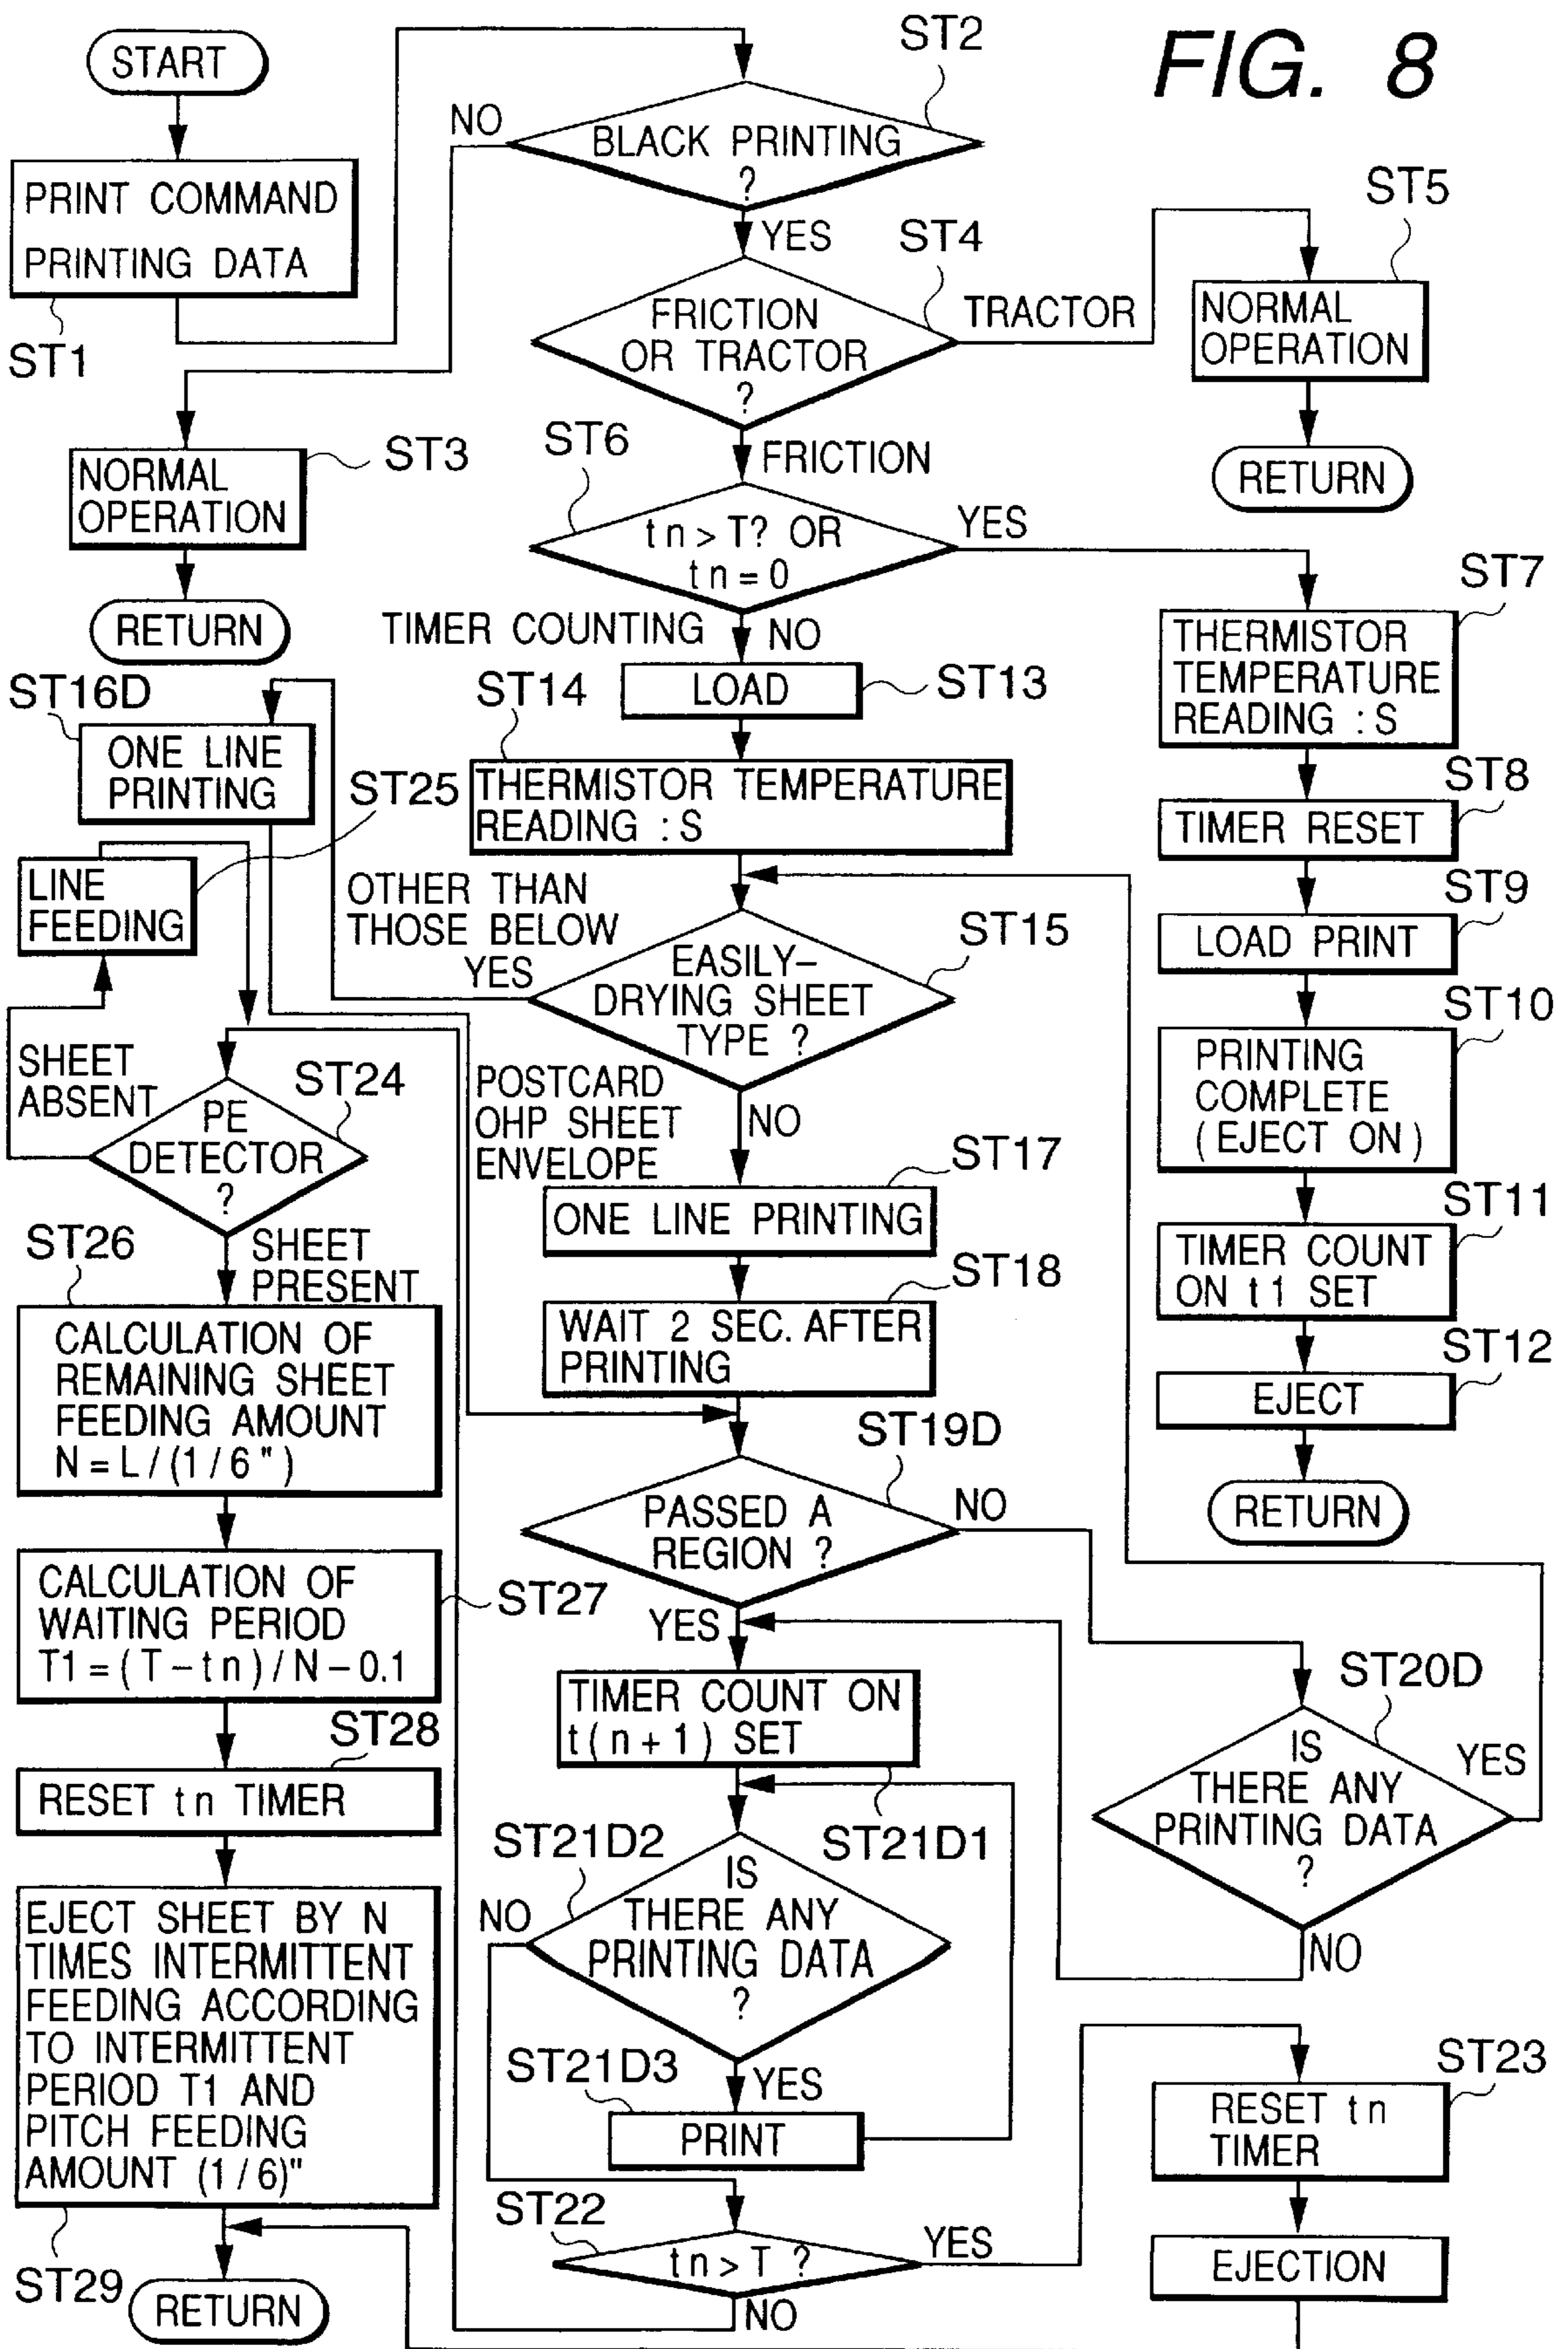 FIG. 8
START
PRINT COMMAND
PRINTING DATA
ST1
ST2
BLACK PRINTING
?
NO
YES
NORMAL
OPERATION
ST3
RETURN
ST4
FRICTION
OR TRACTOR
?
TRACTOR
FRICTION
ST5
NORMAL
OPERATION
RETURN
ST6
tn > T? OR
tn = 0
YES
TIMER COUNTING
NO
ST7
THERMISTOR
TEMPERATURE
READING : S
ST8
TIMER RESET
ST9
LOAD PRINT
ST10
PRINTING
COMPLETE
( EJECT ON )
ST11
TIMER COUNT
ON t1 SET
ST12
EJECT
RETURN
LOAD
ST13
ST14
THERMISTOR TEMPERATURE
READING : S
ST15
EASILY-
DRYING SHEET
TYPE ?
OTHER THAN
THOSE BELOW
YES
ST16D
ONE LINE
PRINTING
POSTCARD
OHP SHEET
ENVELOPE
NO
ST17
ONE LINE PRINTING
ST18
WAIT 2 SEC. AFTER
PRINTING
ST19D
PASSED A
REGION ?
NO
YES
ST20D
IS
THERE ANY
PRINTING DATA
?
YES
NO
TIMER COUNT ON
t ( n + 1 ) SET
ST21D1
ST21D2
IS
THERE ANY
PRINTING DATA
?
NO
YES
ST21D3
PRINT
ST22
tn > T ?
YES
NO
ST23
RESET tn
TIMER
EJECTION
ST25
LINE
FEEDING
SHEET
ABSENT
ST24
PE
DETECTOR
?
SHEET
PRESENT
ST26
CALCULATION OF
REMAINING SHEET
FEEDING AMOUNT
N = L / ( 1 / 6 " )
CALCULATION OF
WAITING PERIOD
T1 = ( T - tn ) / N - 0.1
ST27
ST28
RESET tn TIMER
EJECT SHEET BY N
TIMES INTERMITTENT
FEEDING ACCORDING
TO INTERMITTENT
PERIOD T1 AND
PITCH FEEDING
AMOUNT (1 / 6)"
ST29
RETURN